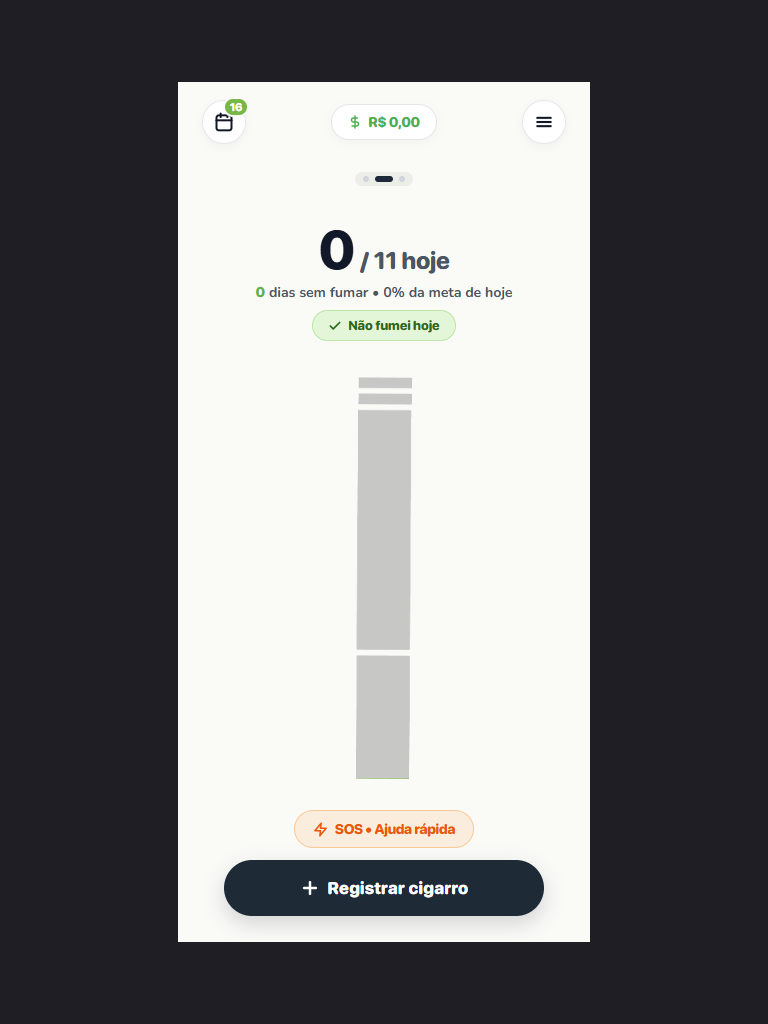 16
R$ 0,00
0 / 11 hoje
0 dias sem fumar • 0% da meta de hoje
Não fumei hoje
SOS • Ajuda rápida
Registrar cigarro